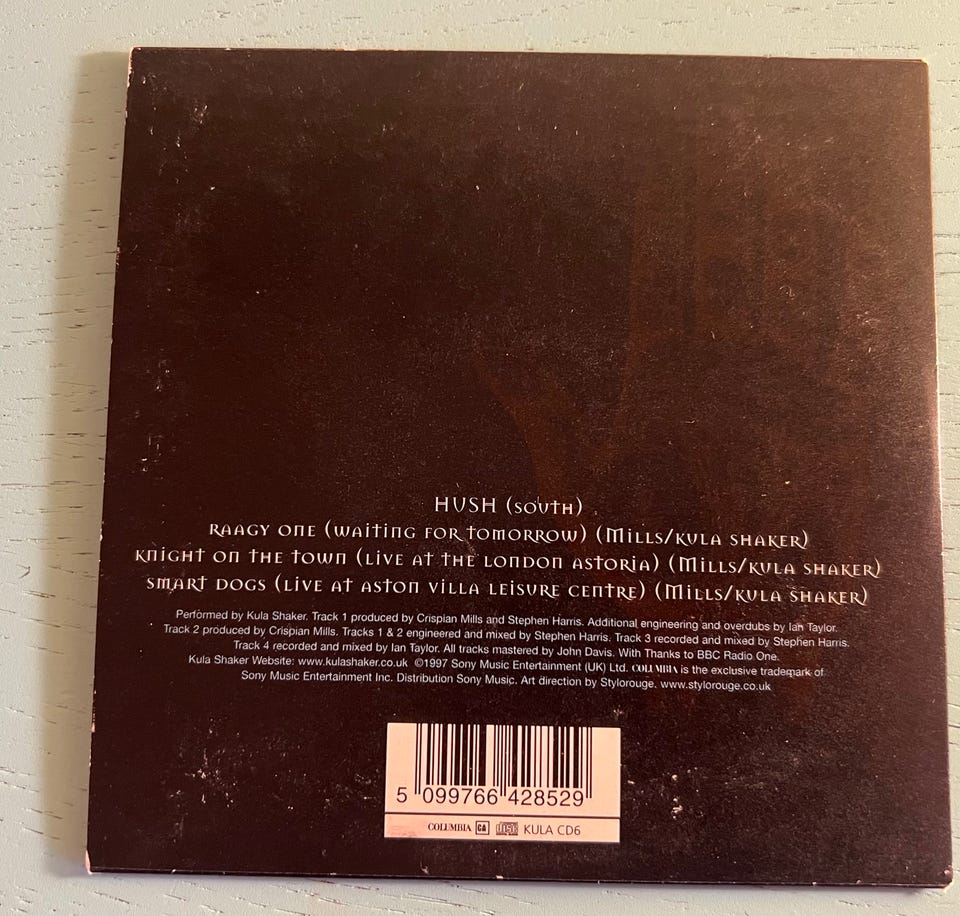 HUSH (SOUTH)
RAAGY ONE (WAITING FOR TOMORROW) (MILLS/KULA SHAKER)
KNIGHT ON THE TOWN (LIVE AT THE LONDON ASTORIA) (MILLS/KULA SHAKER)
SMART DOGS (LIVE AT ASTON VILLA LEISURE CENTRE) (MILLS/KULA SHAKER)
Performed by Kula Shaker. Track 1 produced by Crispian Mills and Stephen Harris. Additional engineering and overdubs by Ian Taylor.
Track 2 produced by Crispian Mills. Tracks 1 & 2 engineered and mixed by Stephen Harris. Track 3 recorded and mixed by Stephen Harris.
Track 4 recorded and mixed by Ian Taylor. All tracks mastered by John Davis. With Thanks to BBC Radio One.
Kula Shaker Website: www.kulashaker.co.uk ©1997 Sony Music Entertainment (UK) Ltd. COLUMBIA is the exclusive trademark of
Sony Music Entertainment Inc. Distribution Sony Music. Art direction by Stylorouge. www.stylorouge.co.uk
5 099766 428529
COLUMBIA CA disc KULA CD6